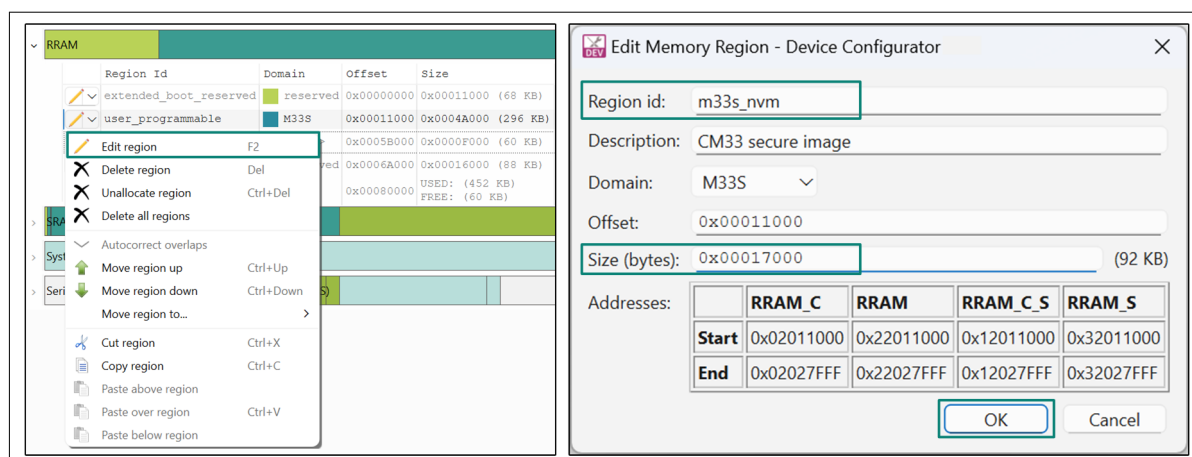 RRAM
Region Id Domain Offset Size
extended_boot_reserved reserved 0x00000000 0x00011000 (68 KB)
user_programmable M33S 0x00011000 0x0004A000 (296 KB)
0x0005B000 0x0000F000 (60 KB)
ved 0x0006A000 0x00016000 (88 KB)
0x00080000 USED: (452 KB)
FREE: (60 KB)
Edit region F2
Delete region Del
Unallocate region Ctrl+Del
Delete all regions
SRA
Autocorrect overlaps
Syst
Move region up Ctrl+Up
Seri
Move region down Ctrl+Down
S)
Move region to...
Cut region Ctrl+X
Copy region Ctrl+C
Paste above region
Paste over region Ctrl+V
Paste below region
DEV
Edit Memory Region - Device Configurator
Region id: m33s_nvm
Description: CM33 secure image
Domain: M33S
Offset: 0x00011000
Size (bytes): 0x00017000 (92 KB)
Addresses: RRAM_C RRAM RRAM_C_S RRAM_S
Start 0x02011000 0x22011000 0x12011000 0x32011000
End 0x02027FFF 0x22027FFF 0x12027FFF 0x32027FFF
OK Cancel